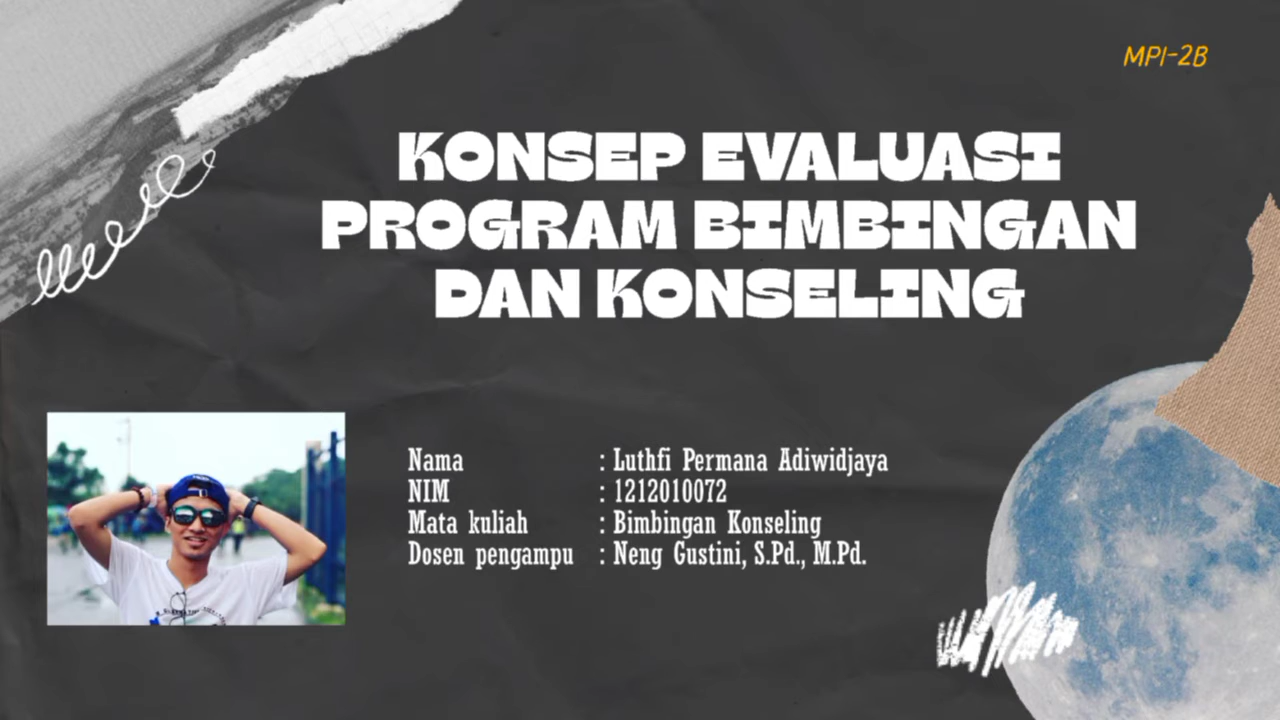 MPI-2B
KONSEP EVALUASI
PROGRAM BIMBINGAN
DAN KONSELING
Nama : Luthfi Permana Adiwidjaya
NIM : 1212010072
Mata kuliah : Bimbingan Konseling
Dosen pengampu : Neng Gustini, S.Pd., M.Pd.